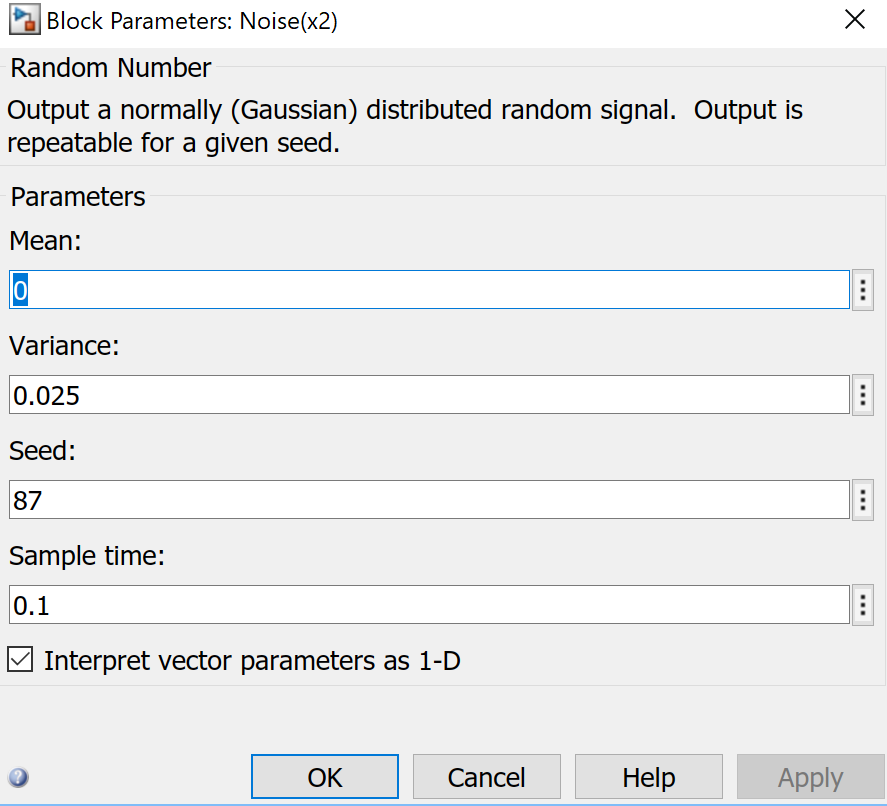 Block Parameters: Noise(x2)
Random Number
Output a normally (Gaussian) distributed random signal.  Output is
repeatable for a given seed.
Parameters
Mean:
0
Variance:
0.025
Seed:
87
Sample time:
0.1
Interpret vector parameters as 1-D
OK Cancel Help Apply